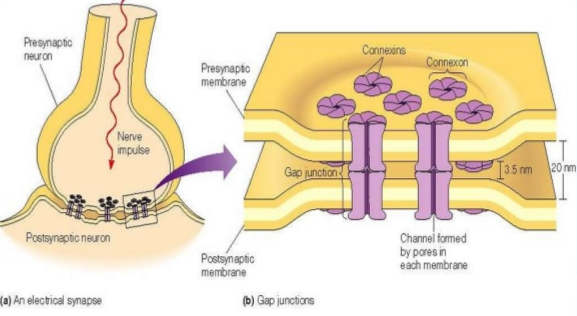 Presynaptic
neuron
Nerve
impulse
Postsynaptic neuron
(a) An electrical synapse
Connexins
Connexon
Presynaptic
membrane
Gap junction
3.5 nm
20 nm
Postsynaptic
membrane
Channel formed
by pores in
each membrane
(b) Gap junctions